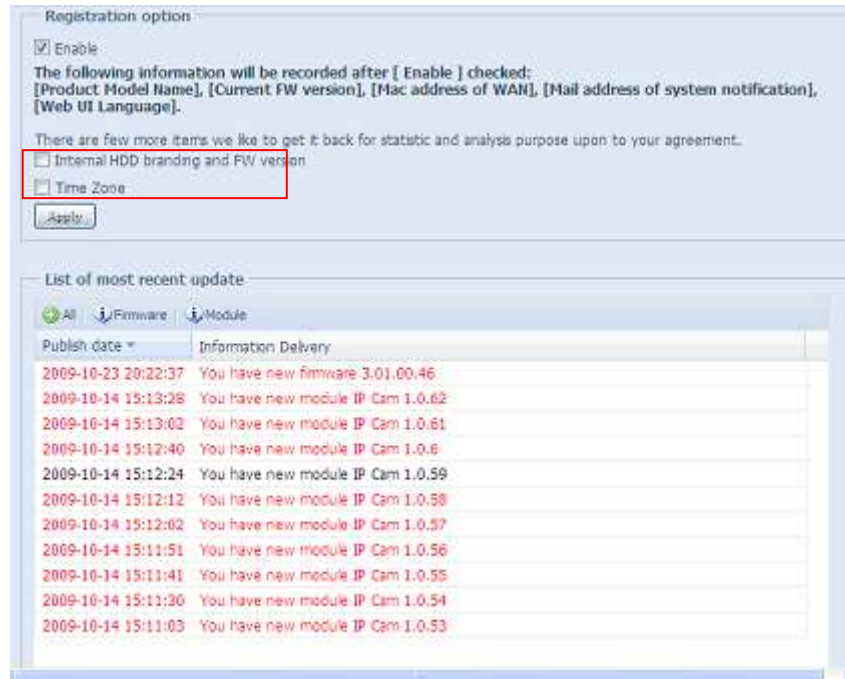 Registration option
Enable
The following information will be recorded after [ Enable ] checked:
[Product Model Name], [Current FW version], [Mac address of WAN], [Mail address of system notification],
[Web UI Language].
There are few more items we like to get it back for statistic and analysis purpose upon to your agreement.
Internal HDD branding and FW version
Time Zone
Apply
List of most recent update
All Firmware Module
Publish date Information Delivery
2009-10-23 20:22:37 You have new firmware 3.01.00.46
2009-10-14 15:13:28 You have new module IP Cam 1.0.62
2009-10-14 15:13:02 You have new module IP Cam 1.0.61
2009-10-14 15:12:40 You have new module IP Cam 1.0.6
2009-10-14 15:12:24 You have new module IP Cam 1.0.59
2009-10-14 15:12:12 You have new module IP Cam 1.0.58
2009-10-14 15:12:02 You have new module IP Cam 1.0.57
2009-10-14 15:11:51 You have new module IP Cam 1.0.56
2009-10-14 15:11:41 You have new module IP Cam 1.0.55
2009-10-14 15:11:30 You have new module IP Cam 1.0.54
2009-10-14 15:11:03 You have new module IP Cam 1.0.53